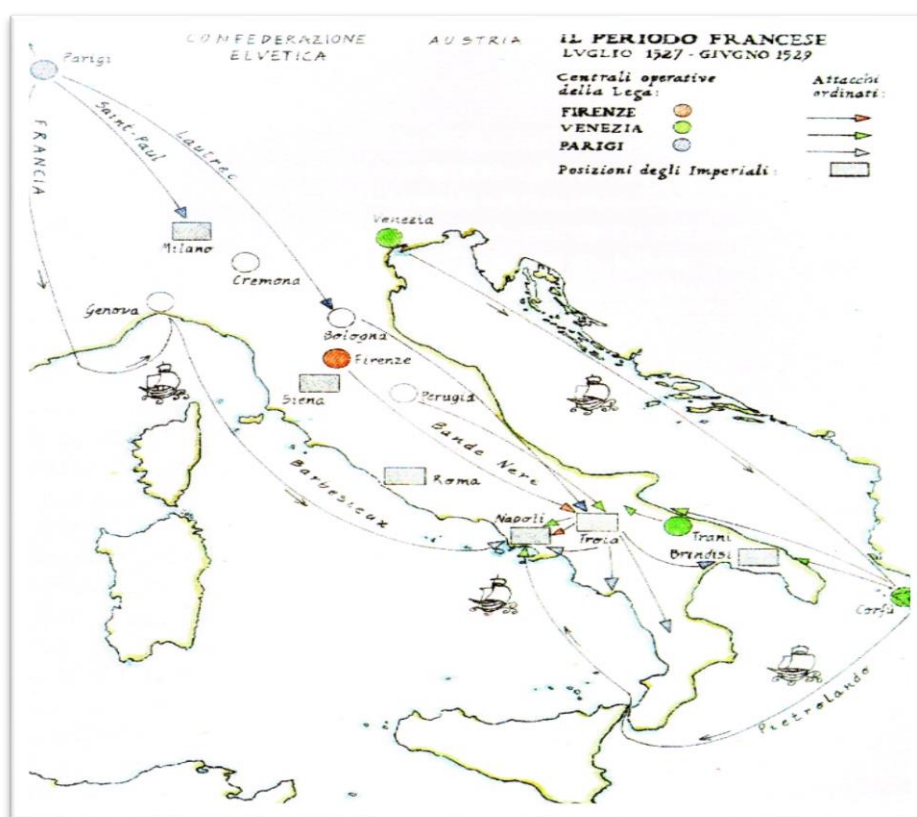 CONFEDERAZIONE
ELVETICA
AUSTRIA
IL PERIODO FRANCESE
LUGLIO 1527 - GIUGNO 1529
Centrali operative
della Lega:
Attacchi
ordinati:
FIRENZE
VENEZIA
PARIGI
Posizioni degli Imperiali:
Parigi
FRANCIA
Saint-Paul
Lautrec
Milano
Cremona
Venezia
Genova
Bologna
Firenze
Siena
Perugia
Bande Nere
Barbesieux
Roma
Napoli
Troia
Trani
Brindisi
Corfù
Pietrolando